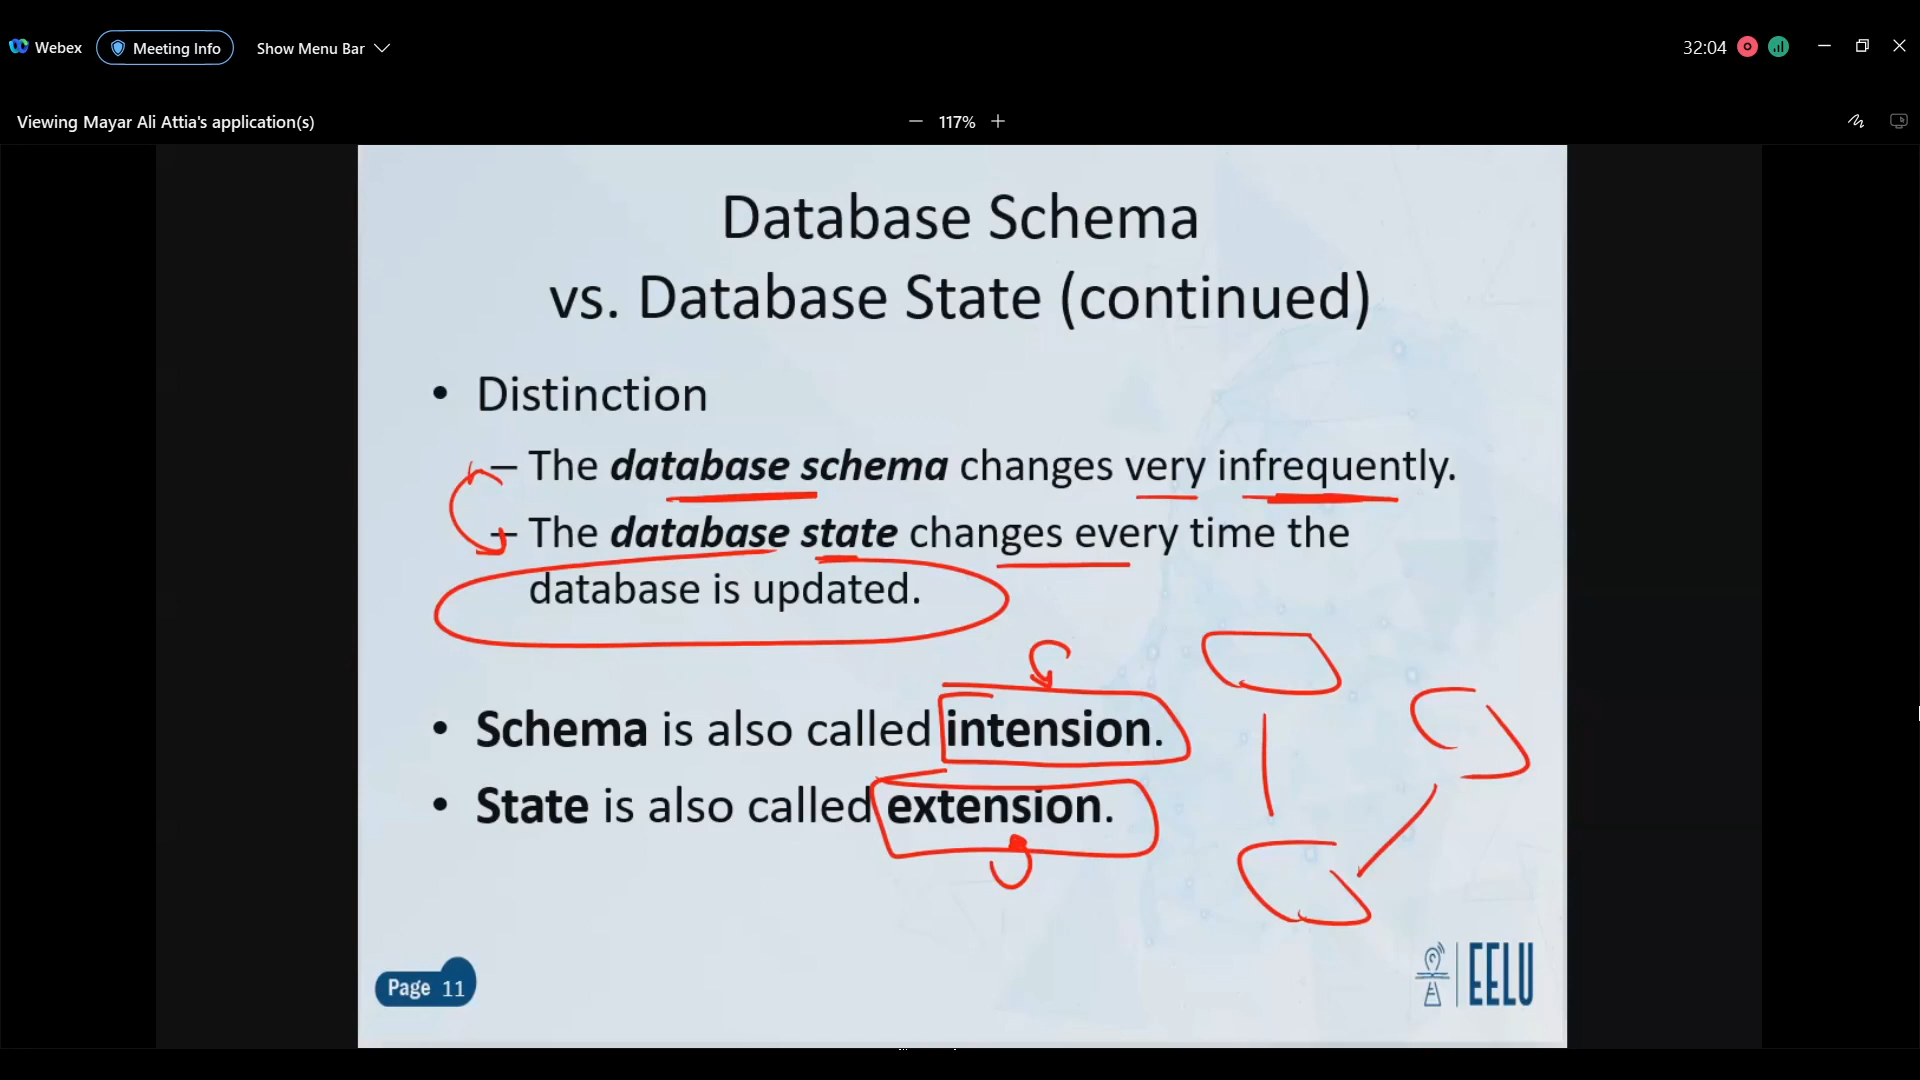 Webex Meeting Info Show Menu Bar 32:04
Viewing Mayar Ali Attia's application(s) 117%
Database Schema
vs. Database State (continued)
• Distinction
– The database schema changes very infrequently.
– The database state changes every time the
database is updated.
• Schema is also called intension.
• State is also called extension.
Page 11
EELU